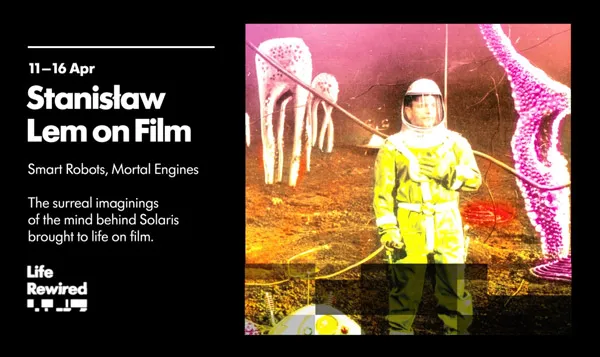 11–16 Apr
Stanisław
Lem on Film
Smart Robots, Mortal Engines
The surreal imaginings
of the mind behind Solaris
brought to life on film.
Life
Rewired